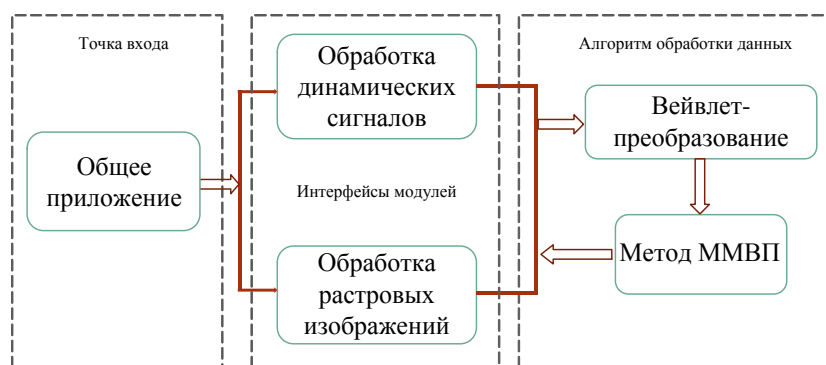 Точка входа
Общее
приложение
Обработка
динамических
сигналов
Интерфейсы модулей
Обработка
растровых
изображений
Алгоритм обработки данных
Вейвлет-
преобразование
Метод ММВП